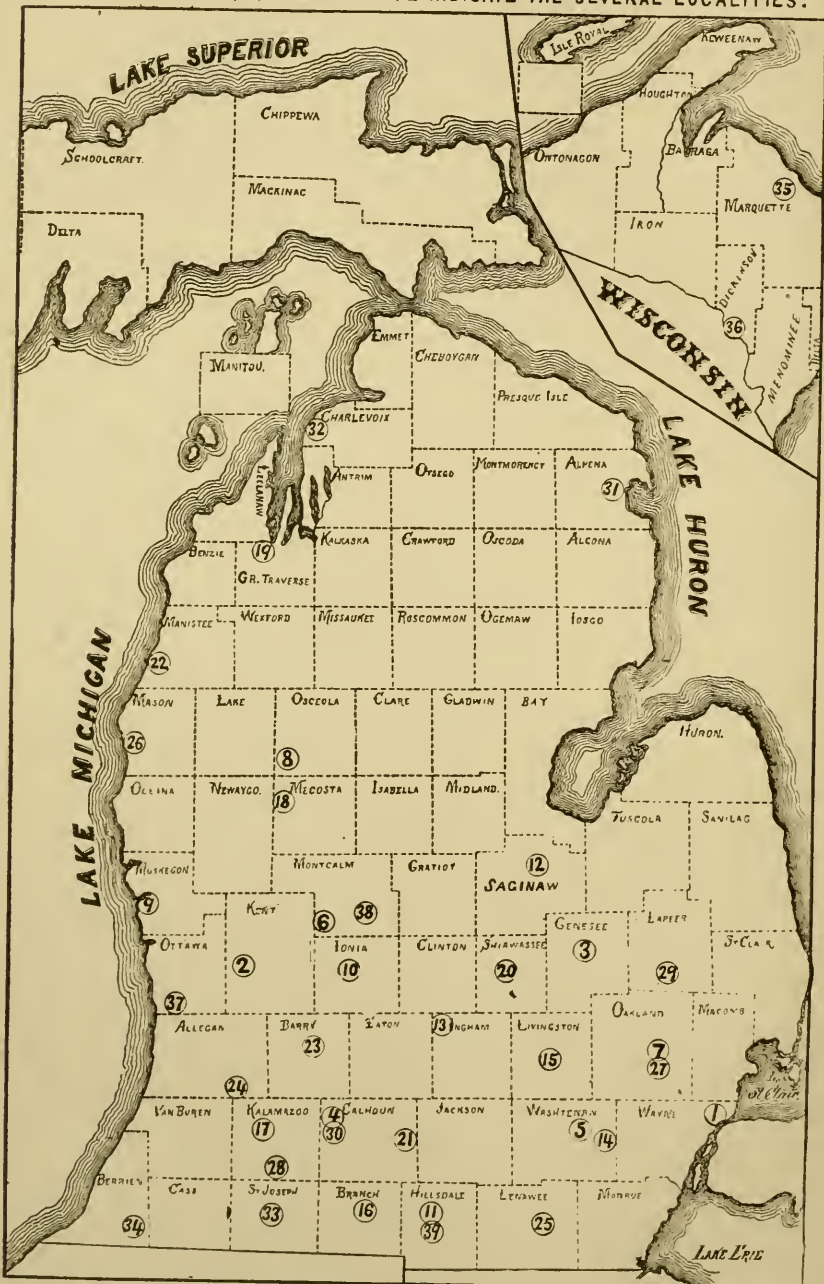 INDICATE THE SEVERAL LOCALITIES.
LAKE SUPERIOR
ISLE ROYAL
KEWEENAW
HOUGHTON
CHIPPEWA
SCHOOLCRAFT.
ONTONAGON
BARAGA
MACKINAC
35
MARQUETTE
DELTA
IRON
WISCONSIN
DICKINSON
36
MENOMINEE
DELTA
EMMET
CHEBOYGAN
MANITOU.
PRESQUE ISLE
CHARLEVOIX
32
LEELANAW
ANTRIM
OTSEGO
MONTMORENCY
ALPENA
31
LAKE HURON
BENZIE
19
KALKASKA
CRAWFORD
OSCODA
ALCONA
GR. TRAVERSE
MANISTEE
WEXFORD
MISSAUKEE
ROSCOMMON
OGEMAW
IOSCO
22
LAKE MICHIGAN
MASON
LAKE
OSCEOLA
CLARE
GLADWIN
BAY
HURON.
26
8
OCEANA
NEWAYGO.
MECOSTA
ISABELLA
MIDLAND.
18
TUSCOLA
SANILAC
MUSKEGON
MONTCALM
GRATIOT
12
SAGINAW
9
KENT
6
38
GENESEE
LAPEER
OTTAWA
IONIA
CLINTON
SHIAWASSEE
3
ST CLAIR
2
10
20
29
37
OAKLAND
MACOMB
ALLEGAN
BARRY
EATON
13
INGHAM
LIVINGSTON
23
15
7
27
24
ST CLAIR
VAN BUREN
KALAMAZOO
4
CALHOUN
JACKSON
WASHTENAW
WAYNE
1
17
30
21
5
14
28
BERRIEN
CASS
ST JOSEPH
BRANCH
HILLSDALE
LENAWEE
MONROE
34
33
16
11
25
39
LAKE ERIE